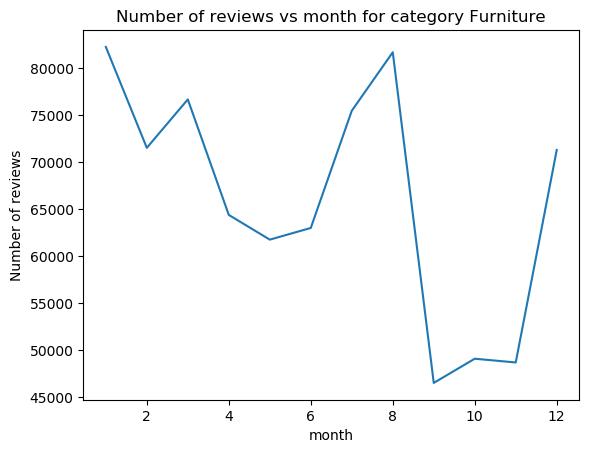 Number of reviews vs month for category Furniture
80000
75000
70000
65000
60000
55000
50000
45000
Number of reviews
2 4 6 8 10 12
month